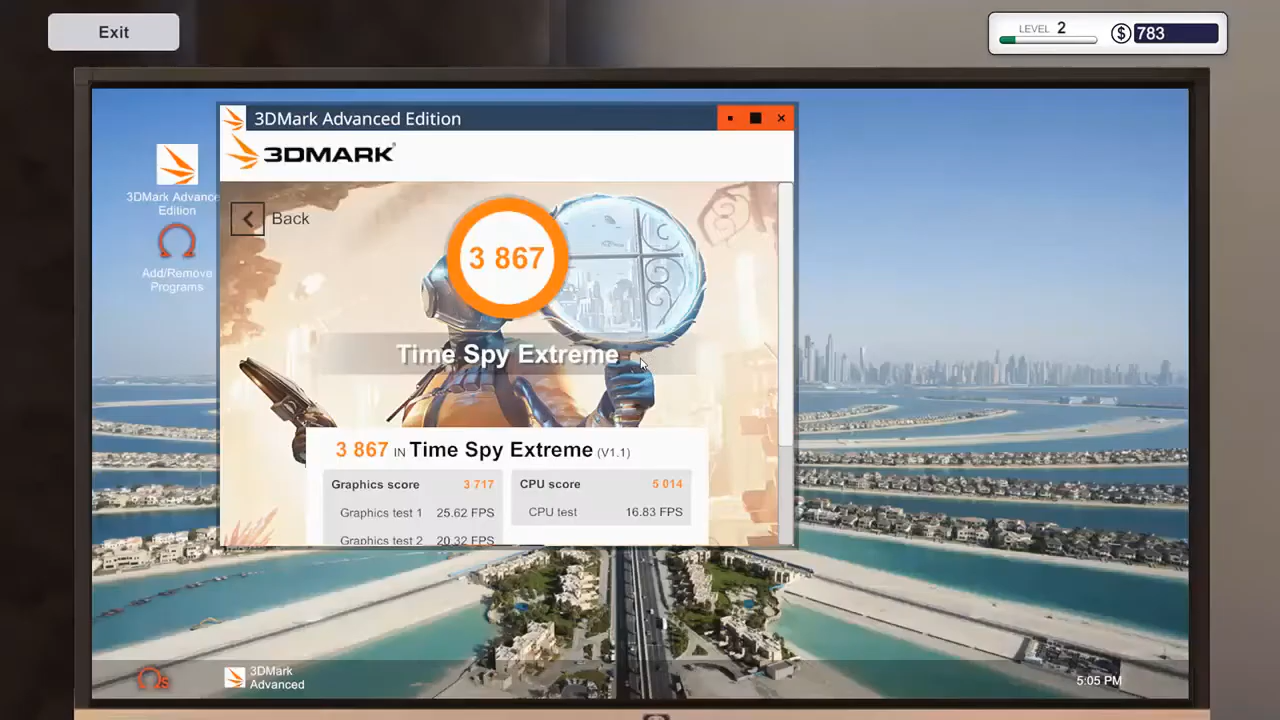 Exit
LEVEL 2
$ 783
3DMark Advanced Edition
3DMARK
3DMark Advance
Edition
Add/Remove
Programs
Back
3 867
Time Spy Extreme
3 867 IN Time Spy Extreme (V1.1)
Graphics score 3 717
Graphics test 1 25.62 FPS
Graphics test 2 20.32 FPS
CPU score 5 014
CPU test 16.83 FPS
3DMark
Advanced
5:05 PM